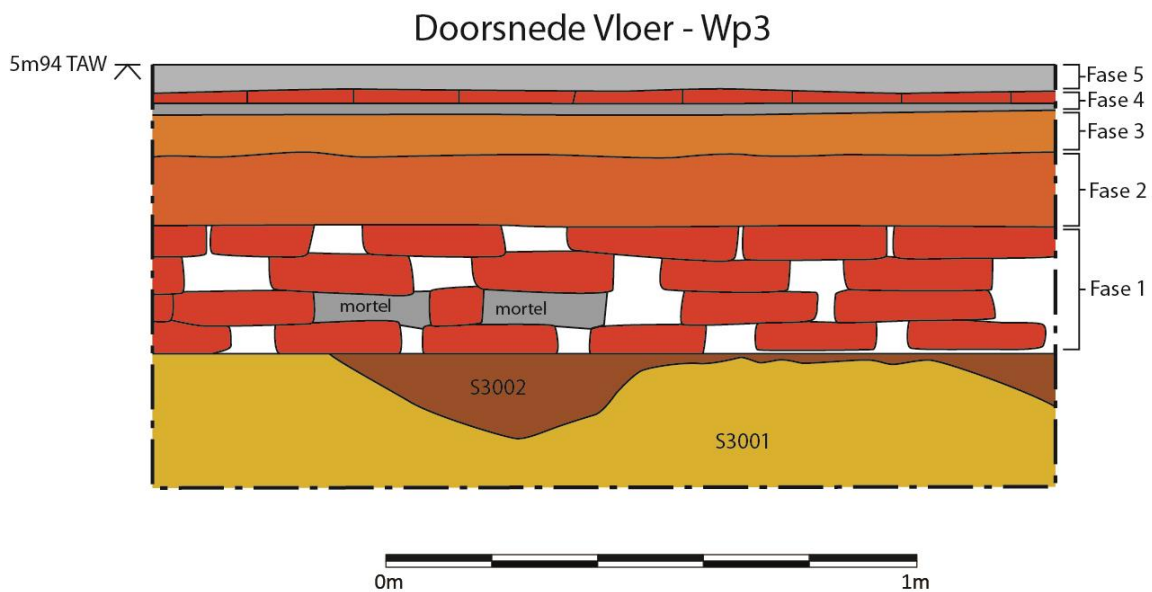 Doorsnede Vloer - Wp3
5m94 TAW
Fase 5
Fase 4
Fase 3
Fase 2
Fase 1
mortel
mortel
S3002
S3001
0m
1m